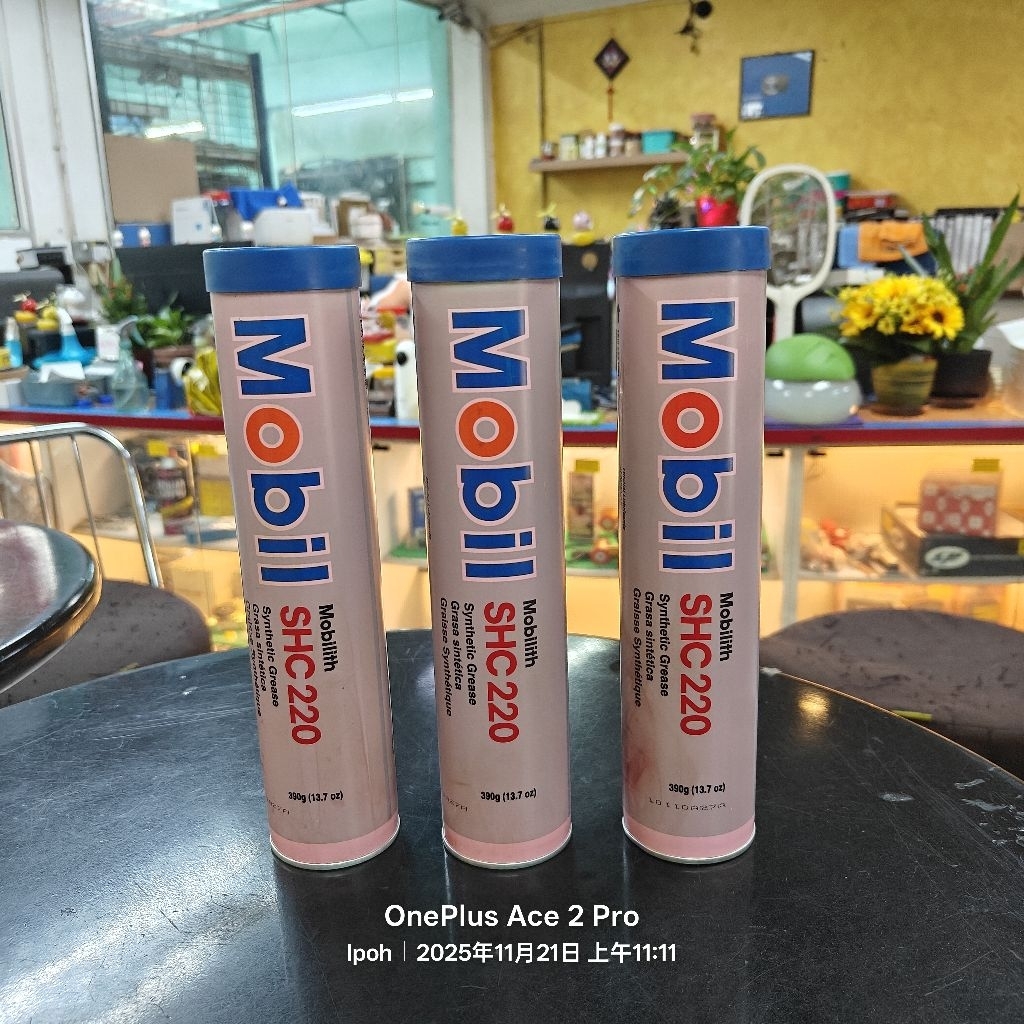 Mobil
Mobilith
SHC 220
Synthetic Grease
Grasa sintética
Graisse Synthétique
390g (13.7 oz)
Mobil
Mobilith
SHC 220
Synthetic Grease
Grasa sintética
Graisse Synthétique
390g (13.7 oz)
Mobil
Mobilith
SHC 220
Synthetic Grease
Grasa sintética
Graisse Synthétique
390g (13.7 oz)
OnePlus Ace 2 Pro
Ipoh | 2025年11月21日 上午11:11